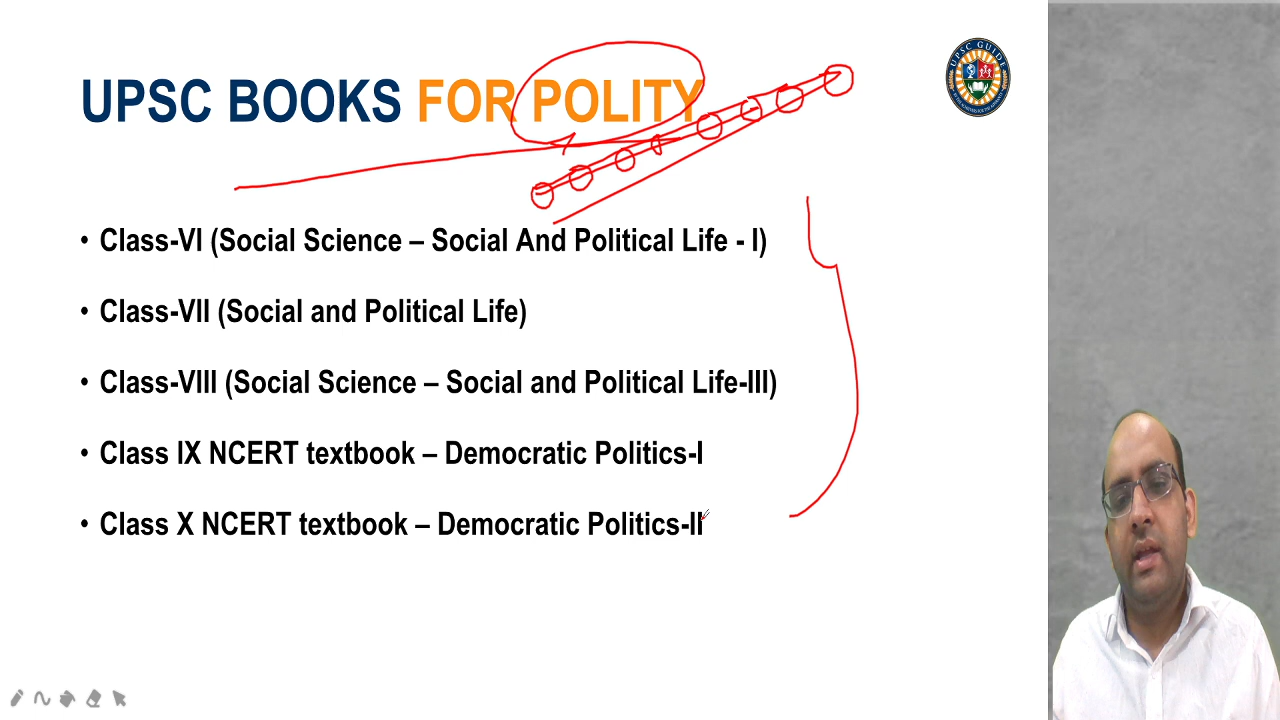 UPSC BOOKS FOR POLITY
UPSC GUIDE
• Class-VI (Social Science – Social And Political Life - I)
• Class-VII (Social and Political Life)
• Class-VIII (Social Science – Social and Political Life-III)
• Class IX NCERT textbook – Democratic Politics-I
• Class X NCERT textbook – Democratic Politics-II